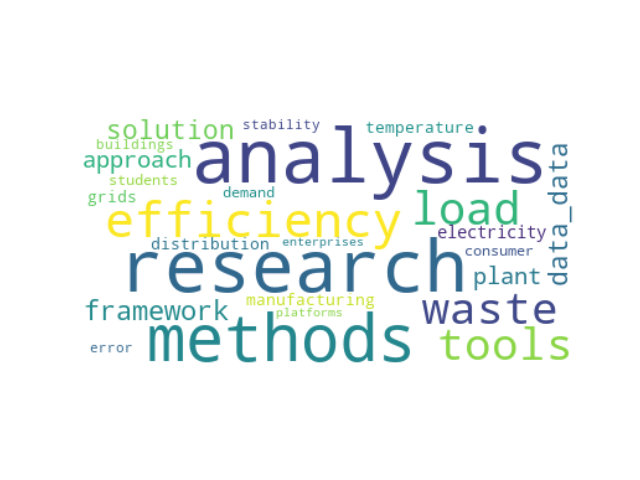 solution
stability
temperature
buildings
analysis
approach
students
grids
demand
efficiency
load
data_data
electricity
distribution
enterprises
consumer
research
plant
framework
manufacturing
platforms
waste
methods
tools
error